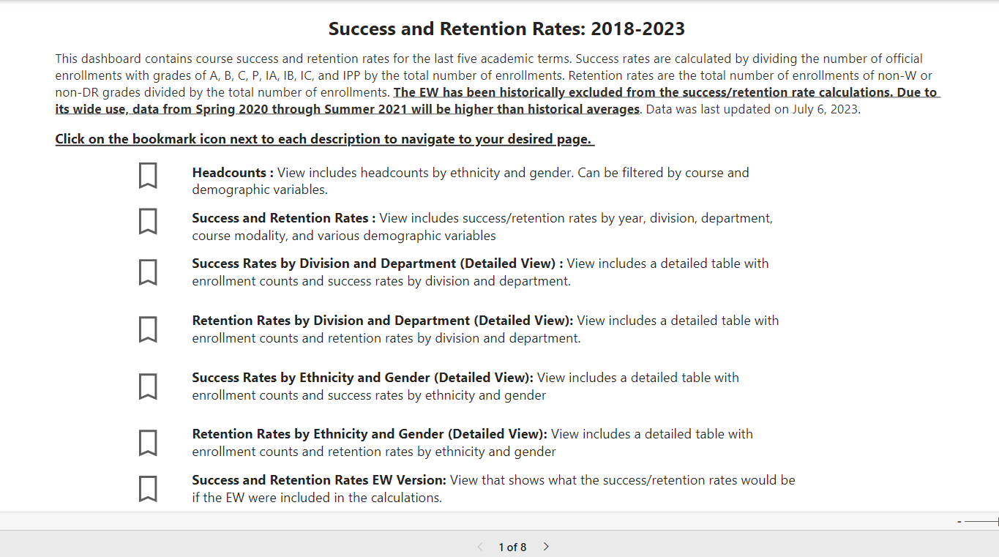 Success and Retention Rates: 2018-2023
This dashboard contains course success and retention rates for the last five academic terms. Success rates are calculated by dividing the number of official
enrollments with grades of A, B, C, P, IA, IB, IC, and IPP by the total number of enrollments. Retention rates are the total number of enrollments of non-W or
non-DR grades divided by the total number of enrollments. The EW has been historically excluded from the success/retention rate calculations. Due to
its wide use, data from Spring 2020 through Summer 2021 will be higher than historical averages. Data was last updated on July 6, 2023.
Click on the bookmark icon next to each description to navigate to your desired page.
Headcounts : View includes headcounts by ethnicity and gender. Can be filtered by course and
demographic variables.
Success and Retention Rates : View includes success/retention rates by year, division, department,
course modality, and various demographic variables
Success Rates by Division and Department (Detailed View) : View includes a detailed table with
enrollment counts and success rates by division and department.
Retention Rates by Division and Department (Detailed View): View includes a detailed table with
enrollment counts and retention rates by division and department.
Success Rates by Ethnicity and Gender (Detailed View): View includes a detailed table with
enrollment counts and success rates by ethnicity and gender
Retention Rates by Ethnicity and Gender (Detailed View): View includes a detailed table with
enrollment counts and retention rates by ethnicity and gender
Success and Retention Rates EW Version: View that shows what the success/retention rates would be
if the EW were included in the calculations.
1 of 8